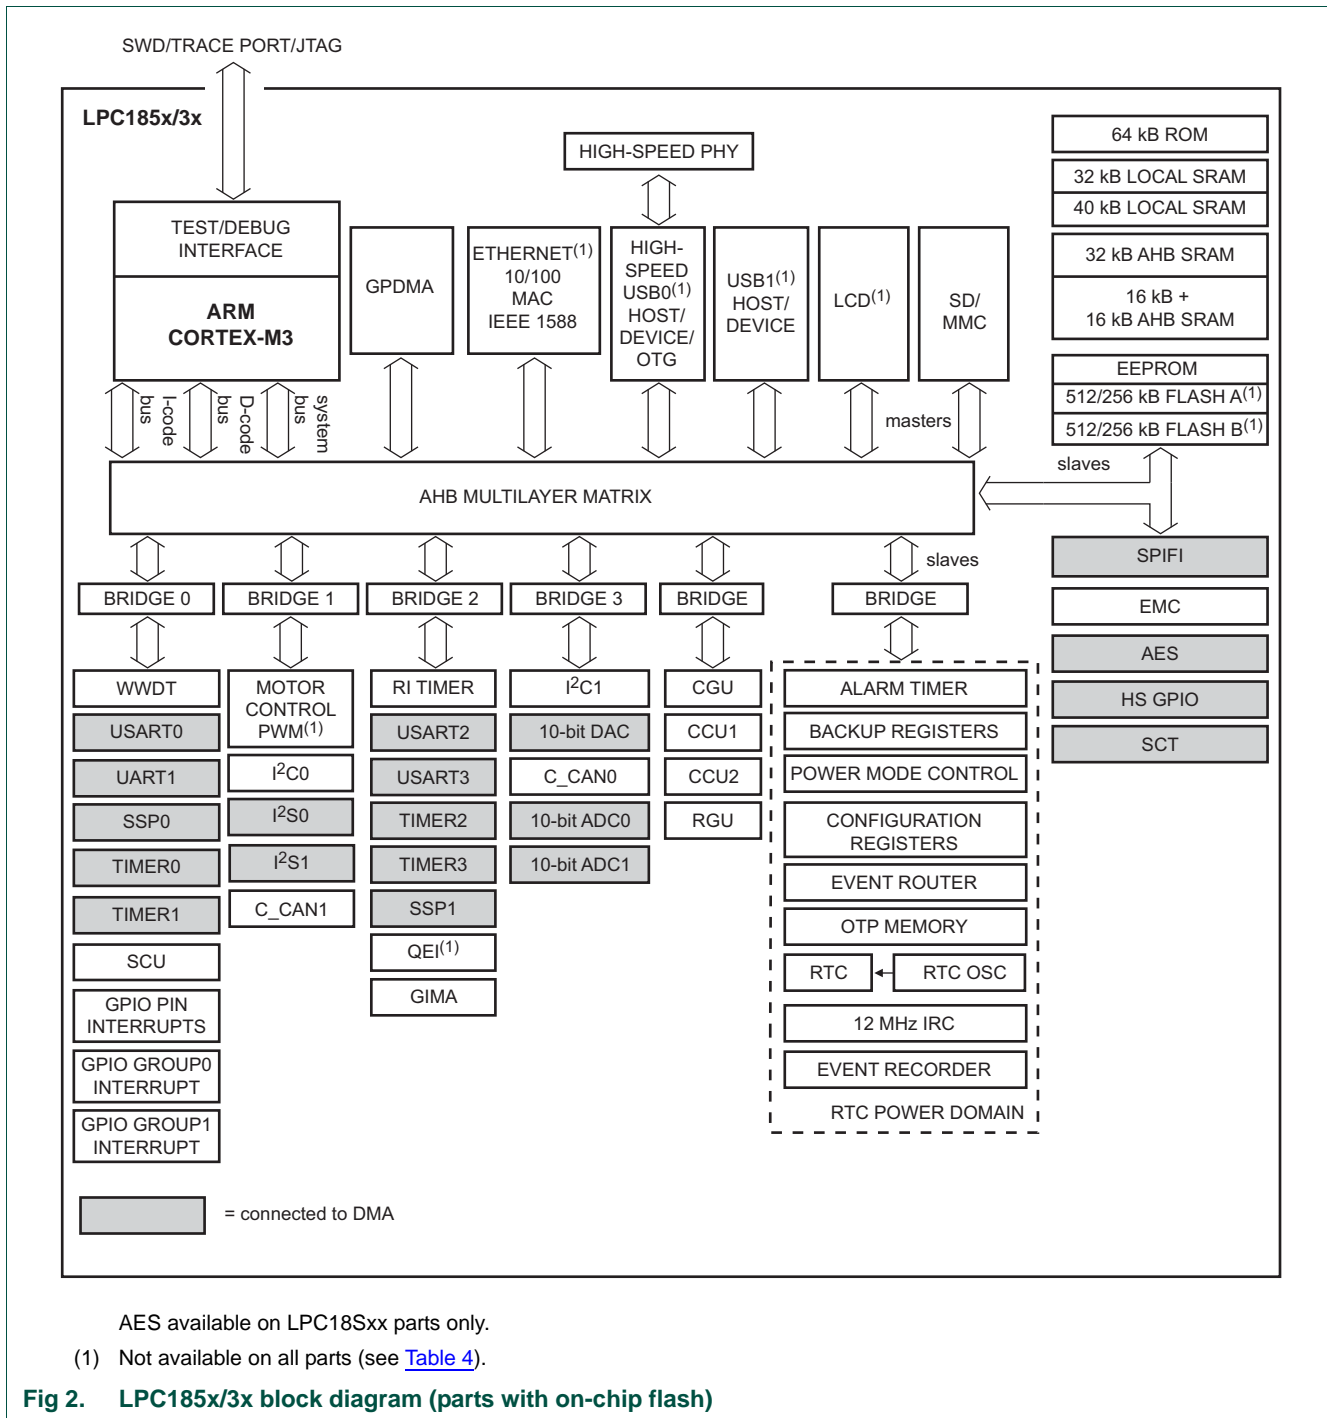 SWD/TRACE PORT/JTAG
LPC185x/3x
HIGH-SPEED PHY
TEST/DEBUG
INTERFACE
ARM
CORTEX-M3
GPDMA
ETHERNET(1)
10/100
MAC
IEEE 1588
HIGH-
SPEED
USB0(1)
HOST/
DEVICE/
OTG
USB1(1)
HOST/
DEVICE
LCD(1)
SD/
MMC
64 kB ROM
32 kB LOCAL SRAM
40 kB LOCAL SRAM
32 kB AHB SRAM
16 kB +
16 kB AHB SRAM
EEPROM
512/256 kB FLASH A(1)
512/256 kB FLASH B(1)
I-code
bus
D-code
bus
system
bus
masters
slaves
AHB MULTILAYER MATRIX
slaves
BRIDGE 0
BRIDGE 1
BRIDGE 2
BRIDGE 3
BRIDGE
BRIDGE
SPIFI
EMC
AES
HS GPIO
SCT
WWDT
USART0
UART1
SSP0
TIMER0
TIMER1
SCU
GPIO PIN
INTERRUPTS
GPIO GROUP0
INTERRUPT
GPIO GROUP1
INTERRUPT
MOTOR
CONTROL
PWM(1)
I2C0
I2S0
I2S1
C_CAN1
RI TIMER
USART2
USART3
TIMER2
TIMER3
SSP1
QEI(1)
GIMA
I2C1
10-bit DAC
C_CAN0
10-bit ADC0
10-bit ADC1
CGU
CCU1
CCU2
RGU
ALARM TIMER
BACKUP REGISTERS
POWER MODE CONTROL
CONFIGURATION
REGISTERS
EVENT ROUTER
OTP MEMORY
RTC
RTC OSC
12 MHz IRC
EVENT RECORDER
RTC POWER DOMAIN
= connected to DMA
AES available on LPC18Sxx parts only.
(1) Not available on all parts (see Table 4).
Fig 2. LPC185x/3x block diagram (parts with on-chip flash)